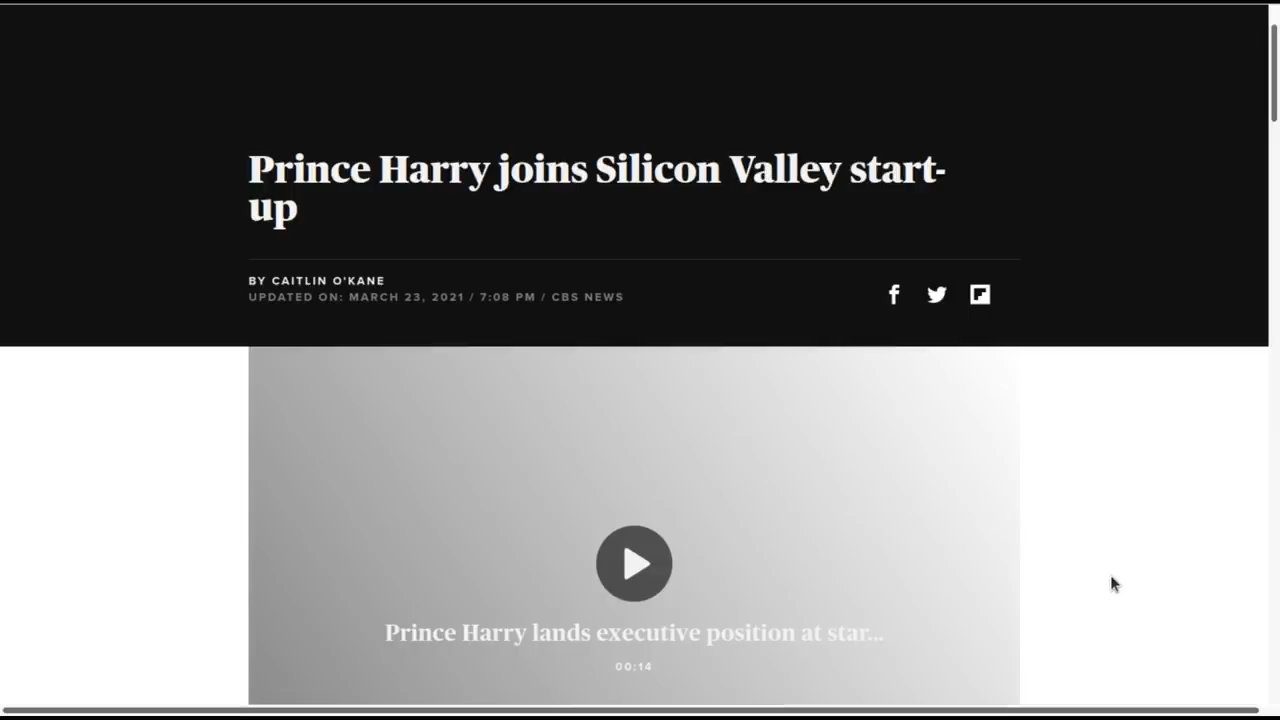 Prince Harry joins Silicon Valley start-
up
BY CAITLIN O'KANE
UPDATED ON: MARCH 23, 2021 / 7:08 PM / CBS NEWS
Prince Harry lands executive position at star...
00:14